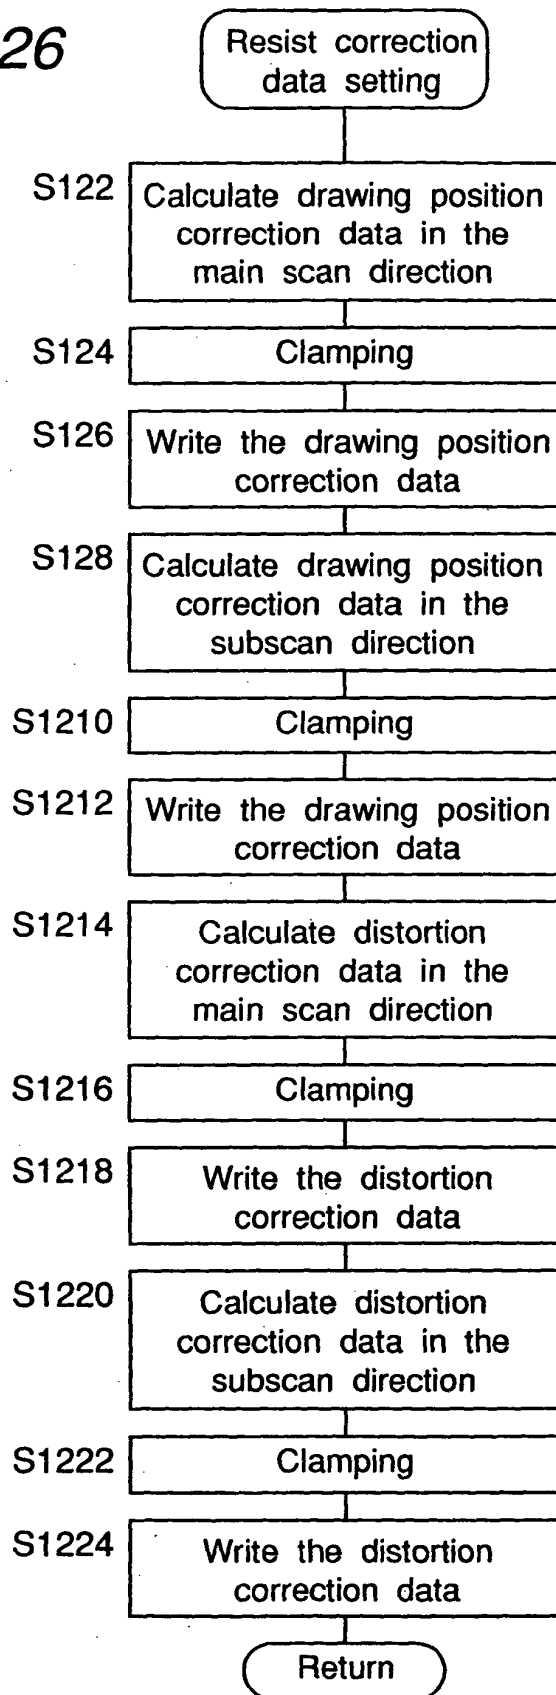 26
Resist correction
data setting
S122
Calculate drawing position
correction data in the
main scan direction
S124
Clamping
S126
Write the drawing position
correction data
S128
Calculate drawing position
correction data in the
subscan direction
S1210
Clamping
S1212
Write the drawing position
correction data
S1214
Calculate distortion
correction data in the
main scan direction
S1216
Clamping
S1218
Write the distortion
correction data
S1220
Calculate distortion
correction data in the
subscan direction
S1222
Clamping
S1224
Write the distortion
correction data
Return